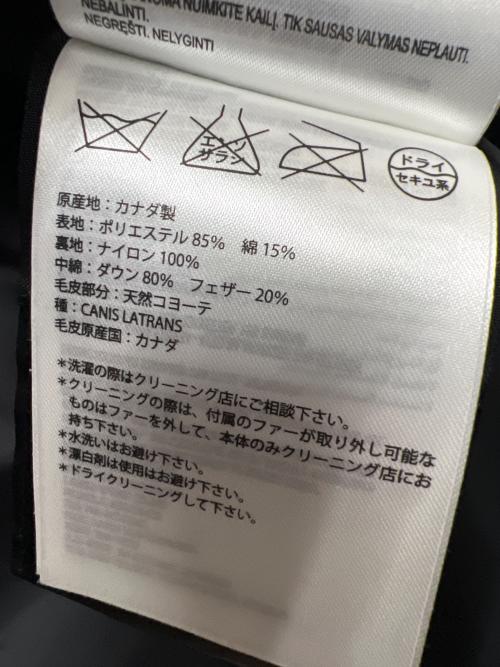 NUIMKITE KAILĮ. TIK SAUSAS VALYMAS NEPLAUTI.
NEBALINTI.
NEGRĘŠTI. NELYGINTI
エンソ
サラシ
ドライ
セキユ系
原産地：カナダ製
表地：ポリエステル 85%　綿 15%
裏地：ナイロン 100%
中綿：ダウン 80%　フェザー 20%
毛皮部分：天然コヨーテ
種：CANIS LATRANS
毛皮原産国：カナダ
＊洗濯の際はクリーニング店にご相談下さい。
＊クリーニングの際は、付属のファーが取り外し可能な
ものはファーを外して、本体のみクリーニング店にお
持ち下さい。
＊水洗いはお避け下さい。
＊漂白剤は使用はお避け下さい。
＊ドライクリーニングして下さい。